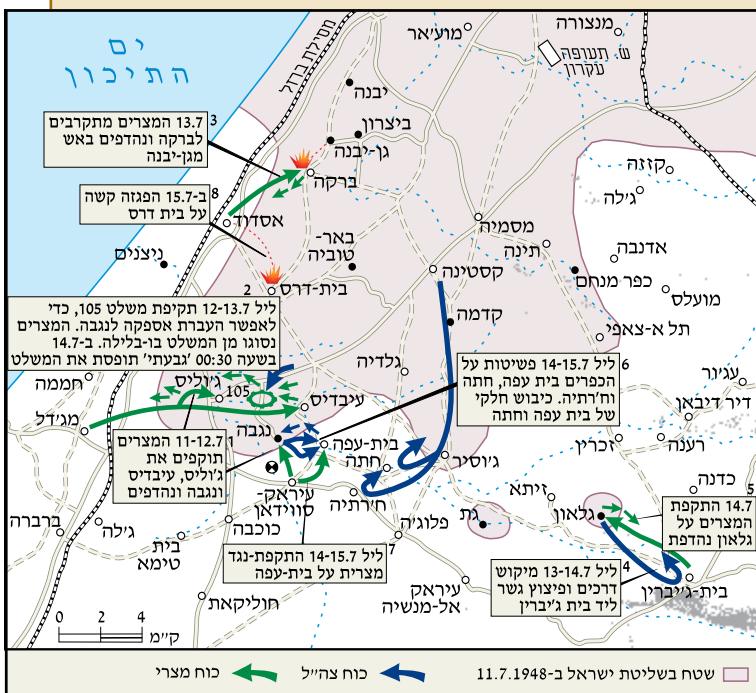 ים
התיכון
מסילת ברזל
מוע'אר
מנצורה
ש. תעופה
עקרון
יבנה
ביצרון
גן-יבנה
3
13.7 המצרים מתקרבים
לברקה ונהדפים באש
מגן-יבנה
ברקה
קזזה
ג'לה
8
ב-15.7 הפגזה קשה
על בית דרס
אסדוד
מסמיה
באר-
טוביה
תינה
אדנבה
ניצנים
קסטינה
כפר מנחם
בית-דרס
מועלס
2
ליל 12-13.7 תקיפת משלט 105, כדי
לאפשר העברת אספקה לנגבה. המצרים
נסוגו מן המשלט בו-בלילה. ב-14.7
בשעה 00:30 'גבעתי' תופסת את המשלט
קדמה
תל א-צאפי
6
ליל 14-15.7 פשיטות על
הכפרים בית עפה, חתה
וח'רתיה. כיבוש חלקי
של בית עפה וחתה
גלדיה
חממה
ג'וליס
105
עיבדיס
עג'ור
דיר דיבאן
מג'דל
נגבה
1
11-12.7 המצרים
תוקפים את
ג'וליס, עיבדיס
ונגבה ונהדפים
בית-עפה
חתה
ג'וסיר
זכרין
רענה
עיראק-
סווידאן
ח'רתיה
זיתא
כדנה
גת
גלאון
5
14.7 התקפת
המצרים על
גלאון נהדפת
ברברה
ג'לה
כוכבה
פלוג'ה
בית
טימא
7
ליל 14-15.7 התקפת-נגד
מצרית על בית-עפה
4
ליל 13-14.7 מיקוש
דרכים ופיצוץ גשר
ליד בית ג'יברין
בית-ג'יברין
חוליקאת
עיראק
אל-מנשיה
0 2 4
ק"מ
שטח בשליטת ישראל ב-11.7.1948
כוח צה"ל
כוח מצרי